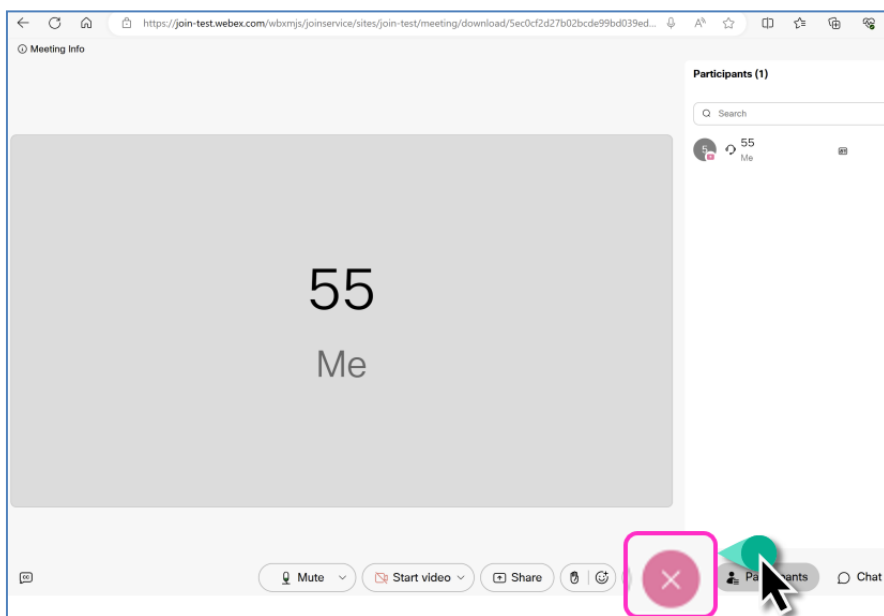 https://join-test.webex.com/wbxmjs/joinservice/sites/join-test/meeting/download/5ec0cf2d27b02bcde99bd039ed...
Meeting Info
Participants (1)
Search
55
Me
55
Me
Mute
Start video
Share
Chat